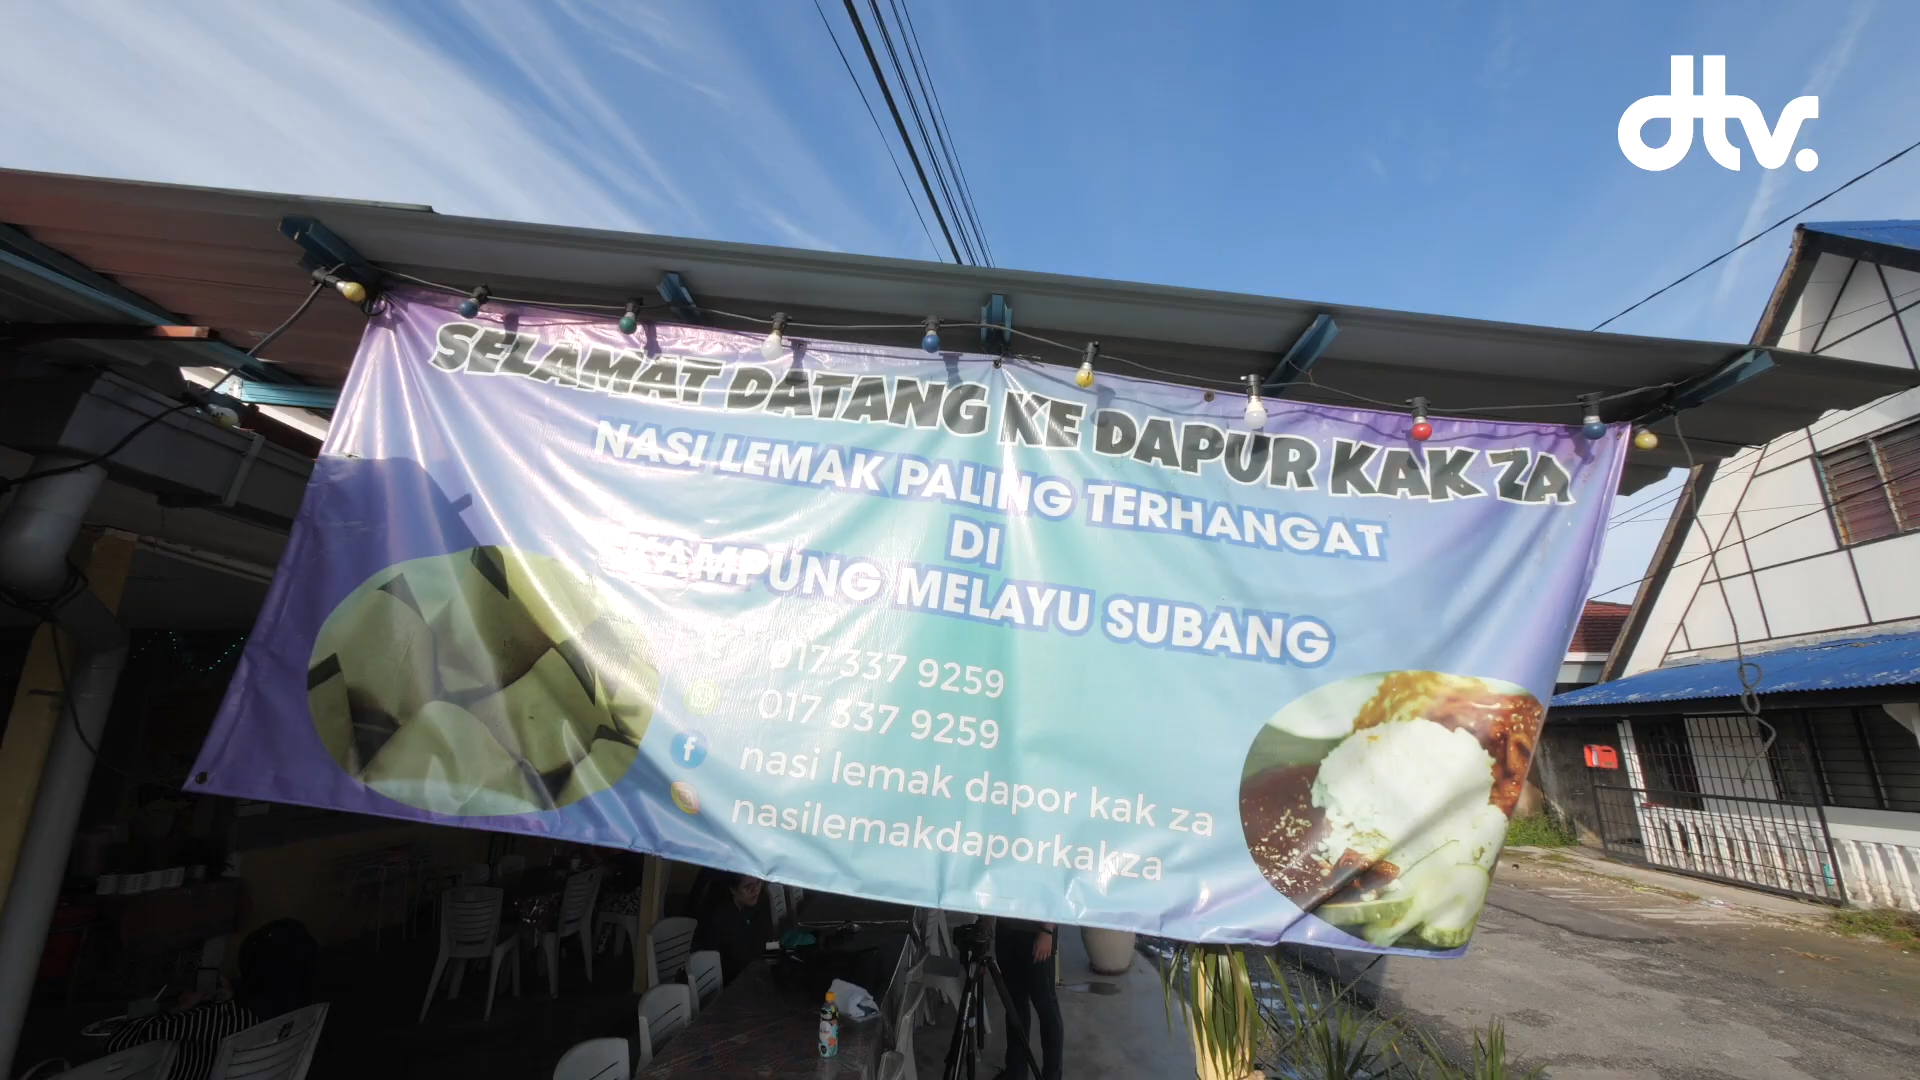 dtv.
SELAMAT DATANG KE DAPUR KAK ZA
NASI LEMAK PALING TERHANGAT
DI
KAMPUNG MELAYU SUBANG
017 337 9259
017 337 9259
f nasi lemak dapor kak za
nasilemakdaporkakza